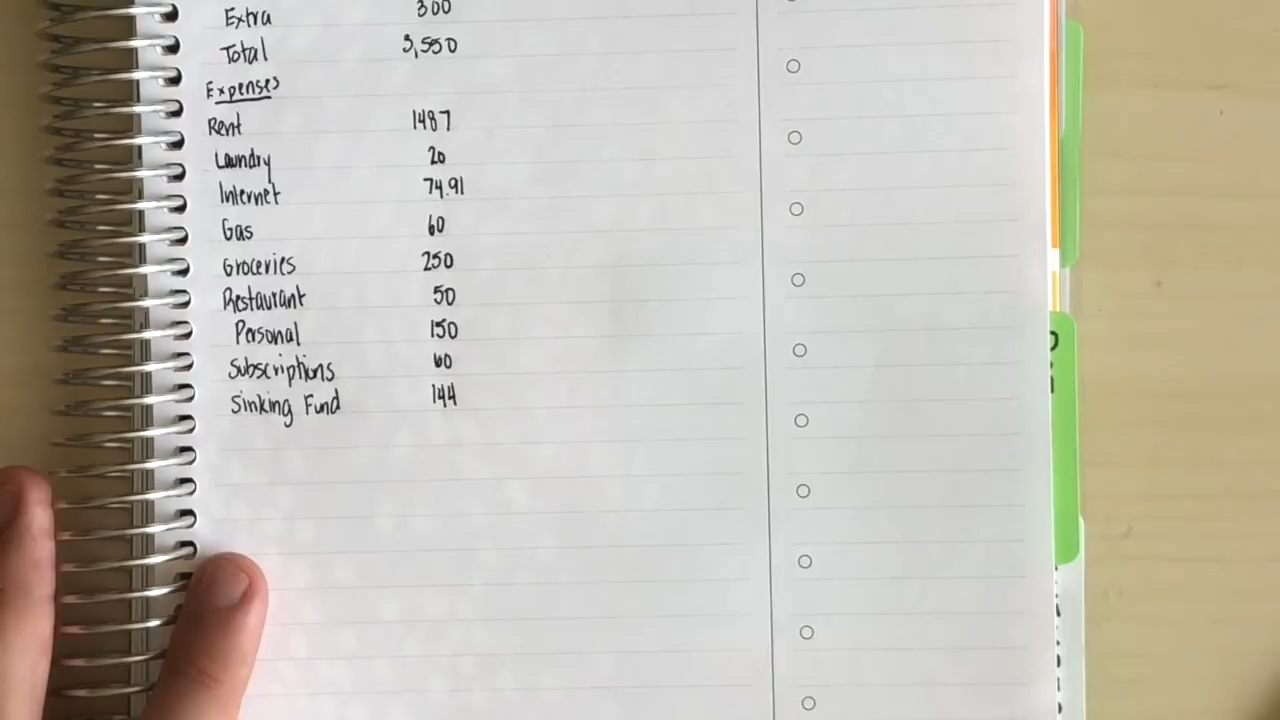 Extra 300
Total 3,550
Expenses
Rent 1487
Laundry 20
Internet 74.91
Gas 60
Groceries 250
Restaurant 50
Personal 150
Subscriptions 60
Sinking Fund 144